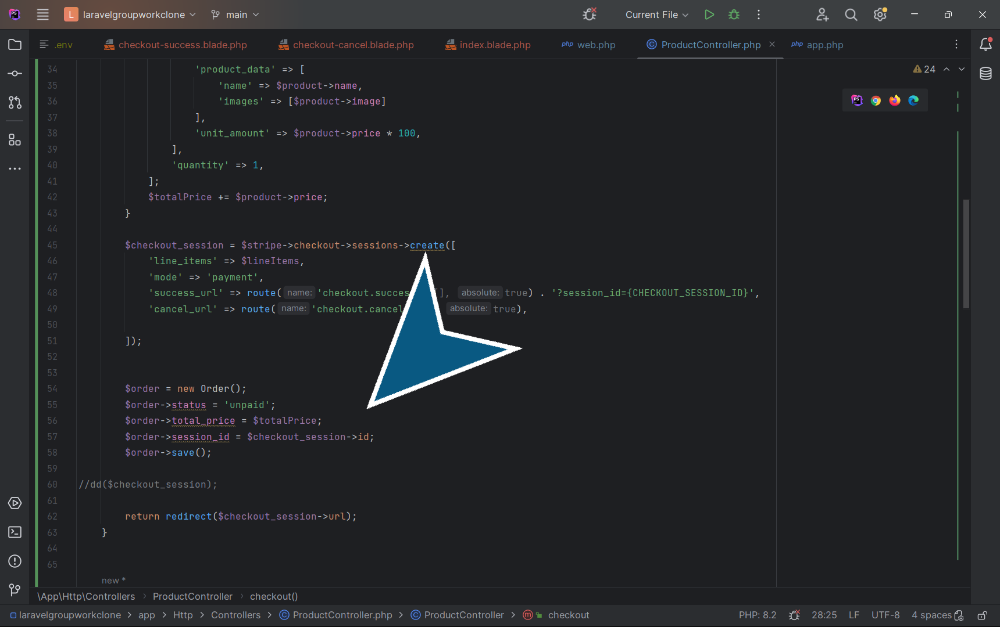 PS L laravelgroupworkclone main Current File
.env checkout-success.blade.php checkout-cancel.blade.php index.blade.php php web.php C ProductController.php php app.php
34 'product_data' => [ 24
35 'name' => $product->name,
36 'images' => [$product->image] PS
37 ],
38 'unit_amount' => $product->price * 100,
39 ],
40 'quantity' => 1,
41 ];
42 $totalPrice += $product->price;
43 }
44
45 $checkout_session = $stripe->checkout->sessions->create([
46 'line_items' => $lineItems,
47 'mode' => 'payment',
48 'success_url' => route( name: 'checkout.succes ], absolute: true) . '?session_id={CHECKOUT_SESSION_ID}',
49 'cancel_url' => route( name: 'checkout.cancel absolute: true),
50
51 ]);
52
53
54 $order = new Order();
55 $order->status = 'unpaid';
56 $order->total_price = $totalPrice;
57 $order->session_id = $checkout_session->id;
58 $order->save();
59
60 //dd($checkout_session);
61
62 return redirect($checkout_session->url);
63 }
64
65
new *
\App\Http\Controllers > ProductController > checkout()
laravelgroupworkclone > app > Http > Controllers > C ProductController.php > C ProductController > m checkout PHP: 8.2 28:25 LF UTF-8 4 spaces